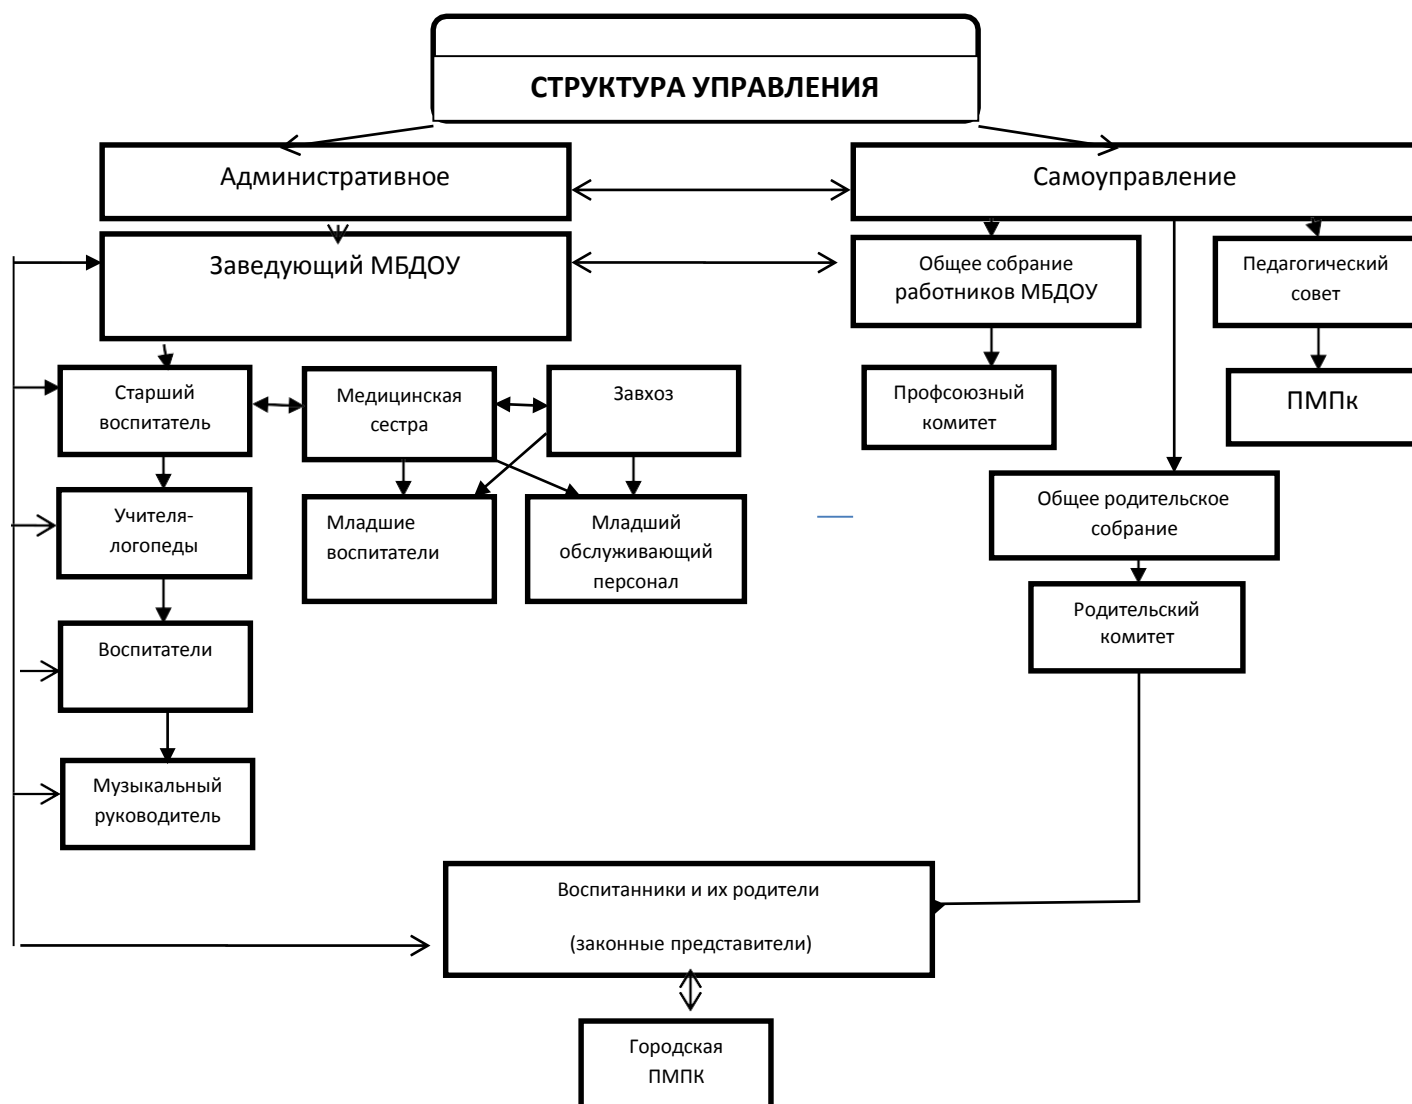 СТРУКТУРА УПРАВЛЕНИЯ
Административное
Самоуправление
Заведующий МБДОУ
Общее собрание
работников МБДОУ
Педагогический
совет
Старший
воспитатель
Медицинская
сестра
Завхоз
Профсоюзный
комитет
ПМПк
Учителя-
логопеды
Младшие
воспитатели
Младший
обслуживающий
персонал
Общее родительское
собрание
Родительский
комитет
Воспитатели
Музыкальный
руководитель
Воспитанники и их родители
(законные представители)
Городская
ПМПК